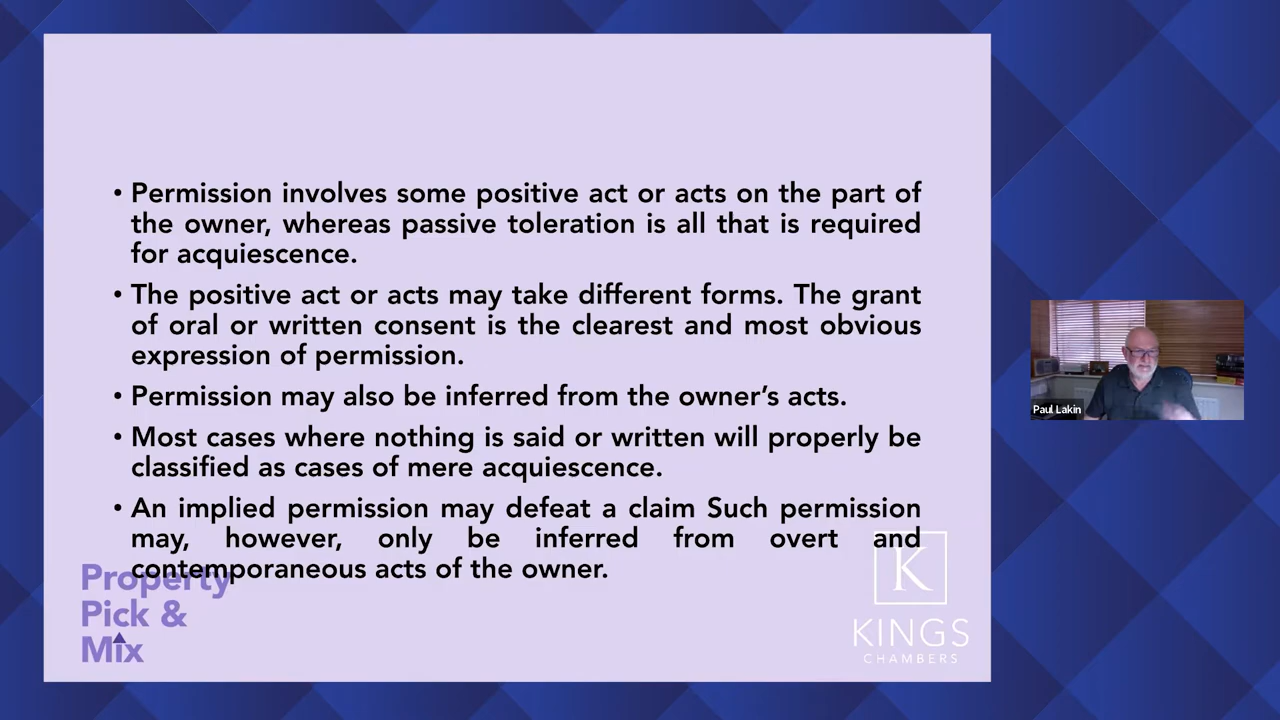 • Permission involves some positive act or acts on the part of
the owner, whereas passive toleration is all that is required
for acquiescence.
• The positive act or acts may take different forms. The grant
of oral or written consent is the clearest and most obvious
expression of permission.
• Permission may also be inferred from the owner’s acts.
• Most cases where nothing is said or written will properly be
classified as cases of mere acquiescence.
• An implied permission may defeat a claim Such permission
may, however, only be inferred from overt and
contemporaneous acts of the owner.
Property
Pick &
Mix
K
KINGS
CHAMBERS
Paul Lakin